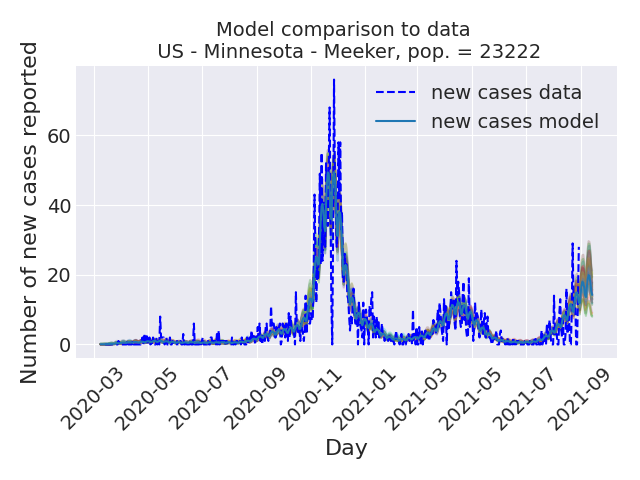 Model comparison to data
US - Minnesota - Meeker, pop. = 23222
Number of new cases reported
60
40
20
0
new cases data
new cases model
2020-03
2020-05
2020-07
2020-09
2020-11
2021-01
2021-03
2021-05
2021-07
2021-09
Day